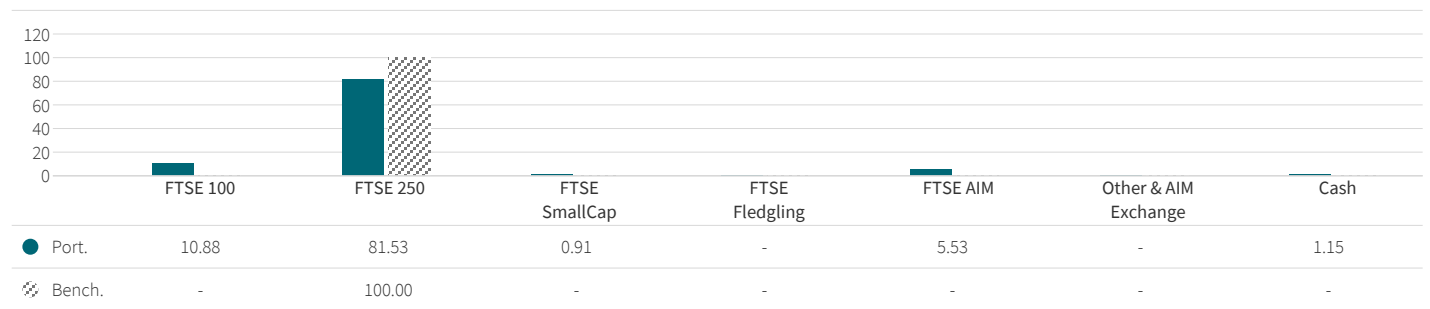 120
100
80
60
40
20
0
FTSE 100 FTSE 250 FTSE FTSE FTSE AIM Other & AIM Cash
SmallCap Fledgling Exchange
Port. 10.88 81.53 0.91 - 5.53 - 1.15
Bench. - 100.00 - - - - -